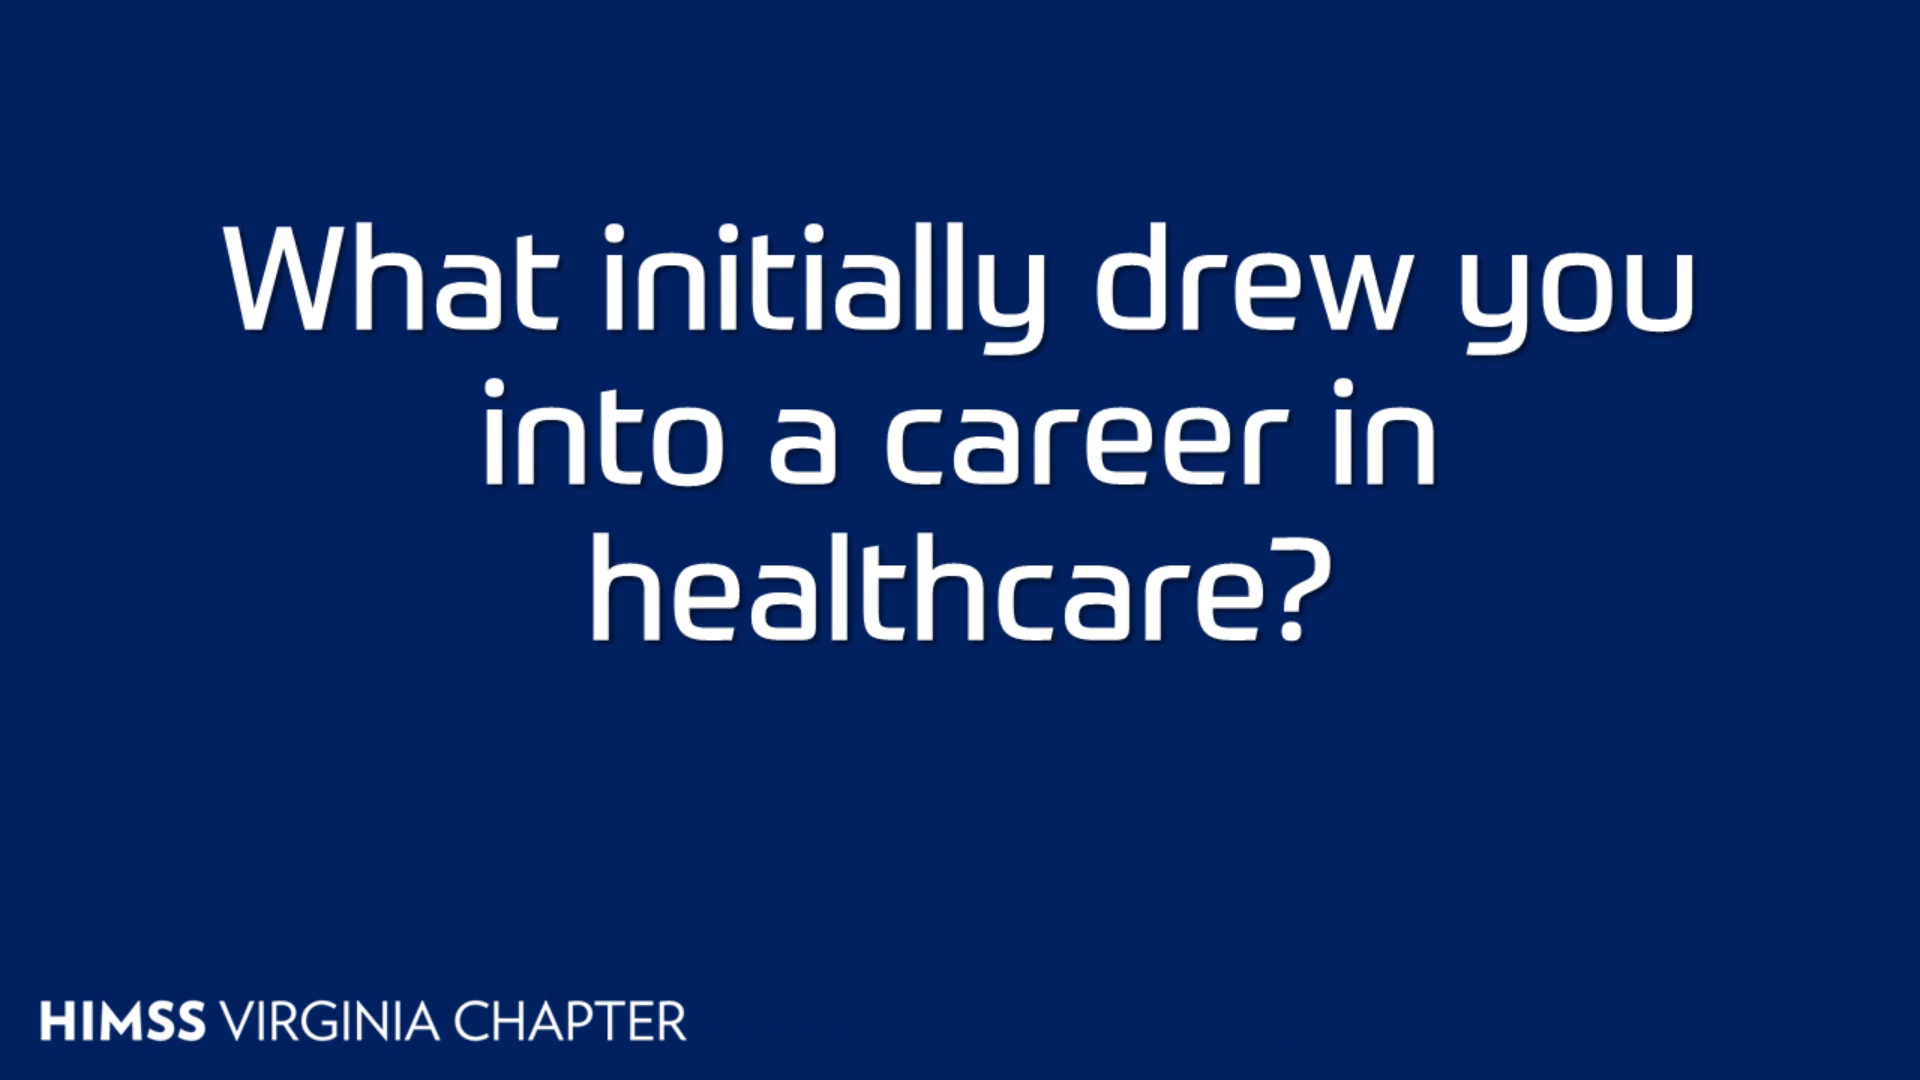 What initially drew you
into a career in
healthcare?
HIMSS VIRGINIA CHAPTER